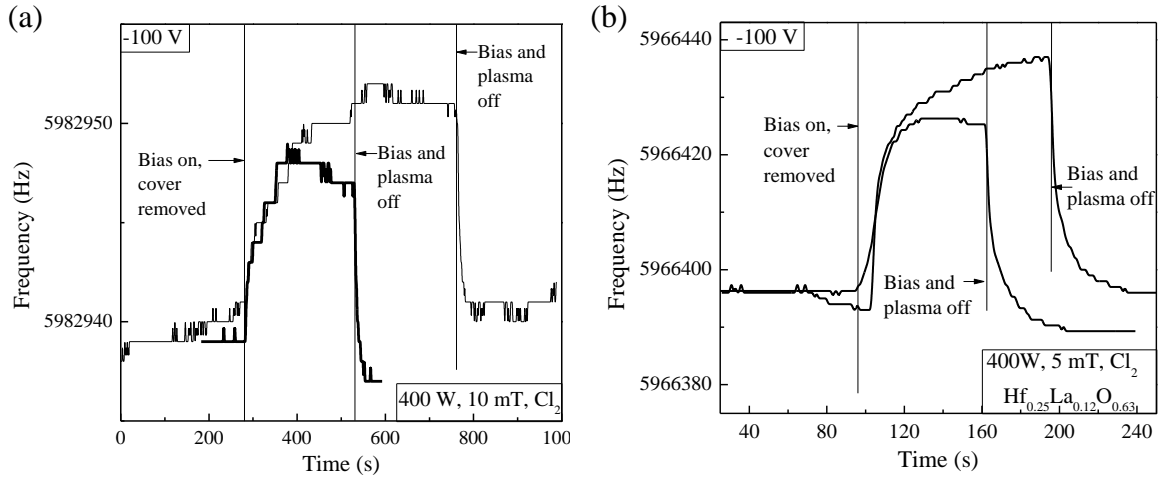 (a)
-100 V
Bias and
plasma
off
Bias on,
cover
removed
Bias and
plasma
off
5982950
5982940
Frequency (Hz)
400 W, 10 mT, Cl₂
0 200 400 600 800 100
Time (s)
(b)
5966440
-100 V
Bias on,
cover
removed
Bias and
plasma off
Bias and
plasma off
5966420
5966400
5966380
Frequency (Hz)
400W, 5 mT, Cl₂
Hf₀.₂₅La₀.₁₂O₀.₆₃
40 80 120 160 200 240
Time (s)